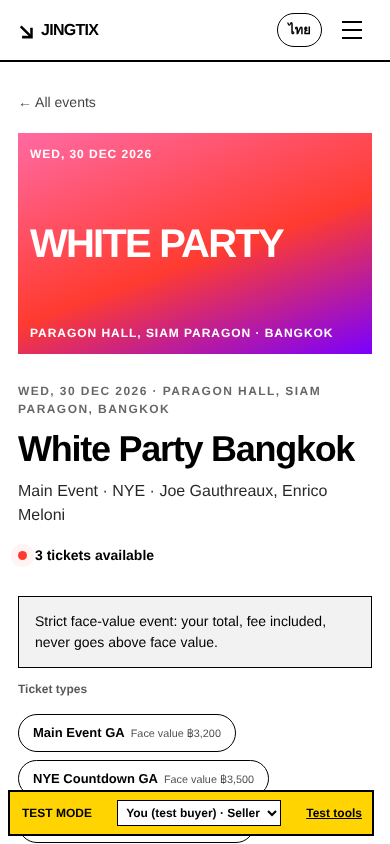 JINGTIX
ไทย
← All events
WED, 30 DEC 2026
WHITE PARTY
PARAGON HALL, SIAM PARAGON · BANGKOK
WED, 30 DEC 2026 · PARAGON HALL, SIAM
PARAGON, BANGKOK
White Party Bangkok
Main Event · NYE · Joe Gauthreaux, Enrico
Meloni
3 tickets available
Strict face-value event: your total, fee included,
never goes above face value.
Ticket types
Main Event GA Face value ฿3,200
NYE Countdown GA Face value ฿3,500
TEST MODE You (test buyer) · Seller Test tools